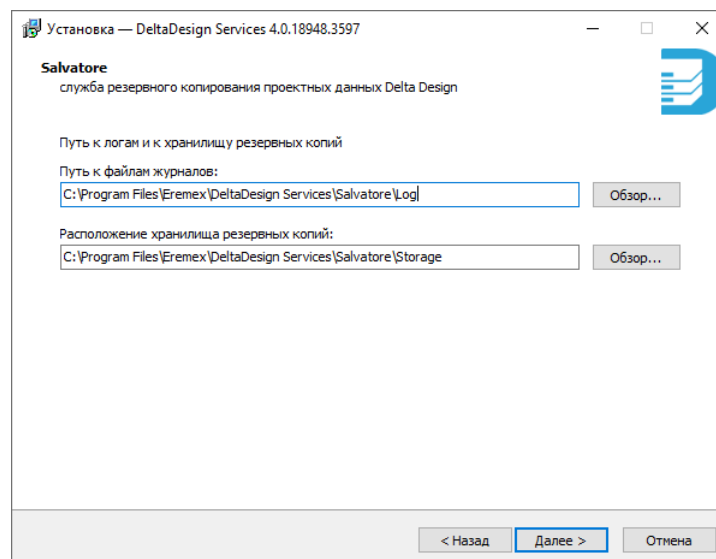 Установка — DeltaDesign Services 4.0.18948.3597
Salvatore
служба резервного копирования проектных данных Delta Design
Путь к логам и к хранилищу резервных копий
Путь к файлам журналов:
C:\Program Files\Eremex\DeltaDesign Services\Salvatore\Log
Обзор...
Расположение хранилища резервных копий:
C:\Program Files\Eremex\DeltaDesign Services\Salvatore\Storage
Обзор...
< Назад
Далее >
Отмена